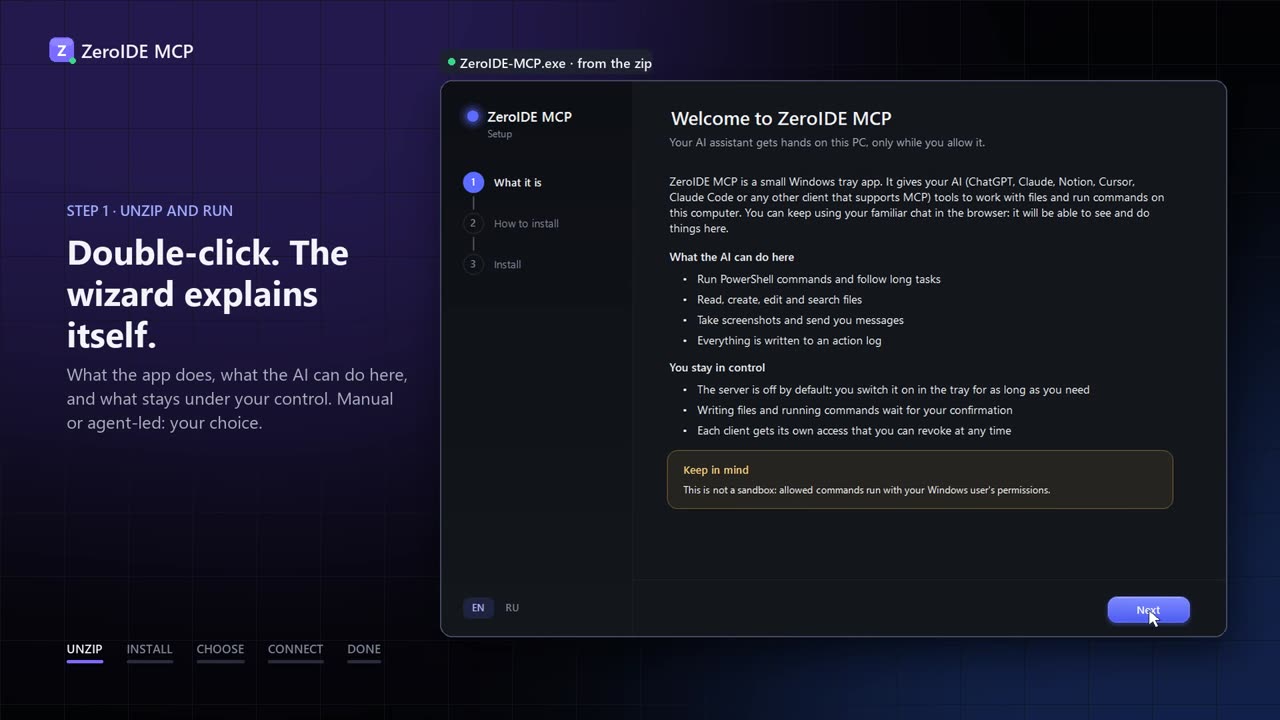 Z ZeroIDE MCP
STEP 1 · UNZIP AND RUN
Double-click. The
wizard explains
itself.
What the app does, what the AI can do here,
and what stays under your control. Manual
or agent-led: your choice.
UNZIP INSTALL CHOOSE CONNECT DONE
ZeroIDE-MCP.exe · from the zip
ZeroIDE MCP
Setup
1 What it is
2 How to install
3 Install
EN RU
Welcome to ZeroIDE MCP
Your AI assistant gets hands on this PC, only while you allow it.
ZeroIDE MCP is a small Windows tray app. It gives your AI (ChatGPT, Claude, Notion, Cursor,
Claude Code or any other client that supports MCP) tools to work with files and run commands on
this computer. You can keep using your familiar chat in the browser: it will be able to see and do
things here.
What the AI can do here
• Run PowerShell commands and follow long tasks
• Read, create, edit and search files
• Take screenshots and send you messages
• Everything is written to an action log
You stay in control
• The server is off by default: you switch it on in the tray for as long as you need
• Writing files and running commands wait for your confirmation
• Each client gets its own access that you can revoke at any time
Keep in mind
This is not a sandbox: allowed commands run with your Windows user's permissions.
Next